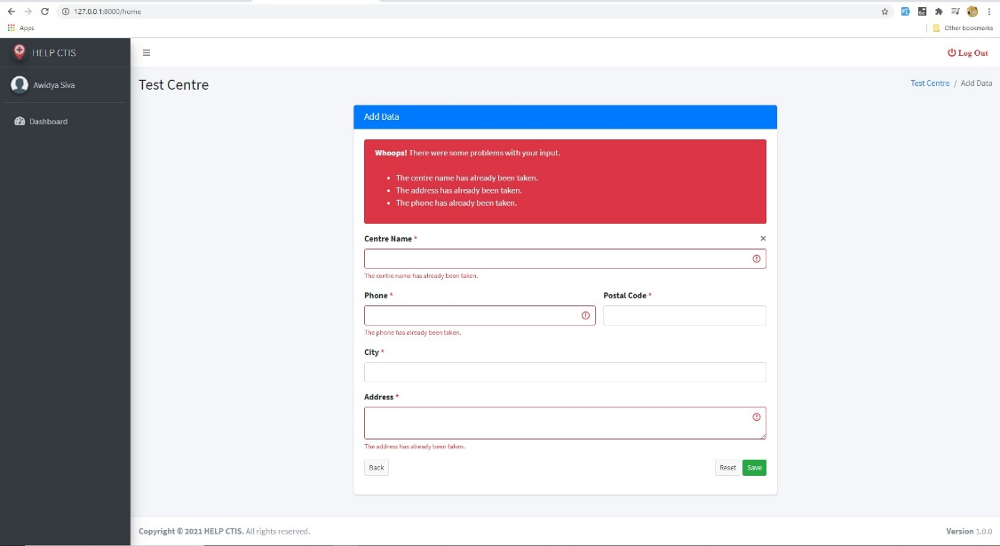 127.0.0.1:8000/home
Apps
Other bookmarks
HELP CTIS
Log Out
Awidya Siva
Test Centre
Test Centre / Add Data
Dashboard
Add Data
Whoops! There were some problems with your input.
• The centre name has already been taken.
• The address has already been taken.
• The phone has already been taken.
Centre Name * ×
The centre name has already been taken.
Phone * Postal Code *
The phone has already been taken.
City *
Address *
The address has already been taken.
Back Reset Save
Copyright © 2021 HELP CTIS. All rights reserved. Version 1.0.0